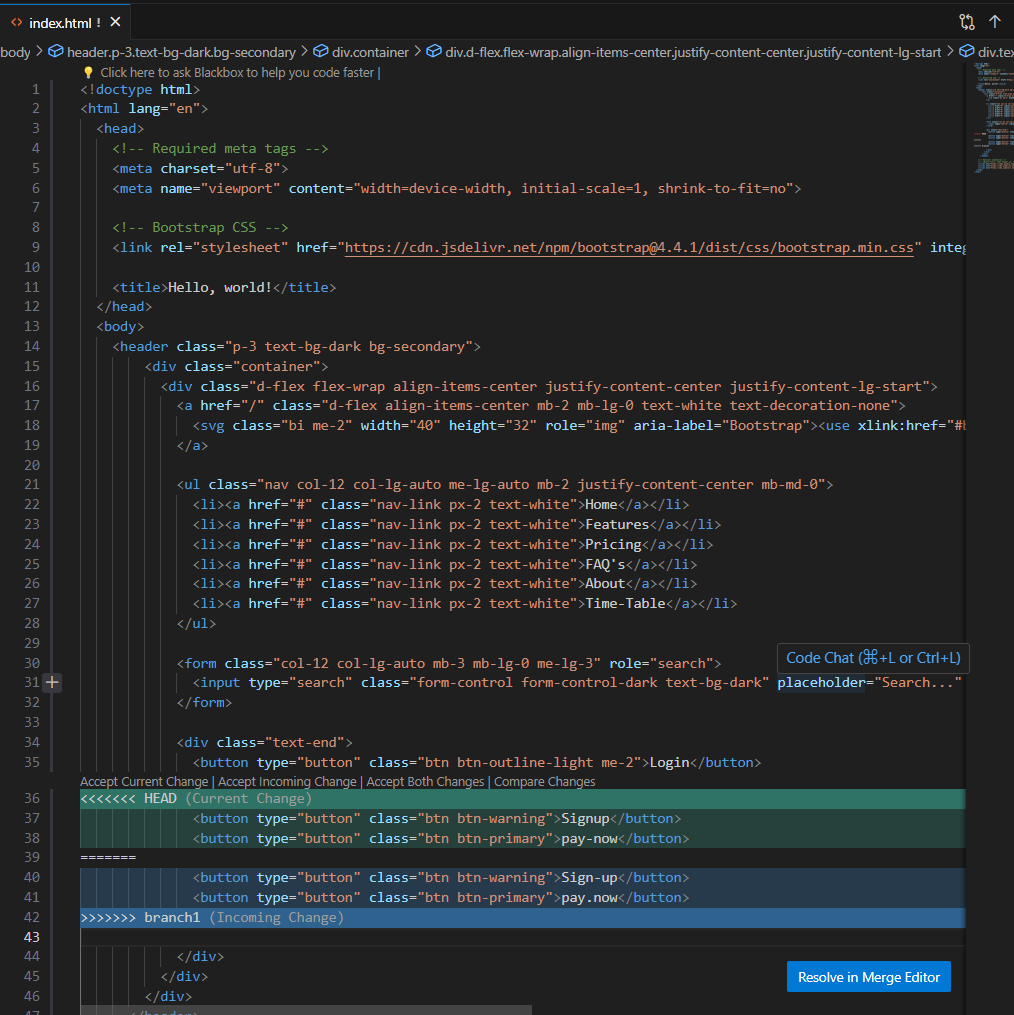 <> index.html ! ×
body > header.p-3.text-bg-dark.bg-secondary > div.container > div.d-flex.flex-wrap.align-items-center.justify-content-center.justify-content-lg-start > div.tex
Click here to ask Blackbox to help you code faster |
1 <!doctype html>
2 <html lang="en">
3 <head>
4 <!-- Required meta tags -->
5 <meta charset="utf-8">
6 <meta name="viewport" content="width=device-width, initial-scale=1, shrink-to-fit=no">
7
8 <!-- Bootstrap CSS -->
9 <link rel="stylesheet" href="https://cdn.jsdelivr.net/npm/bootstrap@4.4.1/dist/css/bootstrap.min.css" integ
10
11 <title>Hello, world!</title>
12 </head>
13 <body>
14 <header class="p-3 text-bg-dark bg-secondary">
15 <div class="container">
16 <div class="d-flex flex-wrap align-items-center justify-content-center justify-content-lg-start">
17 <a href="/" class="d-flex align-items-center mb-2 mb-lg-0 text-white text-decoration-none">
18 <svg class="bi me-2" width="40" height="32" role="img" aria-label="Bootstrap"><use xlink:href="#b
19 </a>
20
21 <ul class="nav col-12 col-lg-auto me-lg-auto mb-2 justify-content-center mb-md-0">
22 <li><a href="#" class="nav-link px-2 text-white">Home</a></li>
23 <li><a href="#" class="nav-link px-2 text-white">Features</a></li>
24 <li><a href="#" class="nav-link px-2 text-white">Pricing</a></li>
25 <li><a href="#" class="nav-link px-2 text-white">FAQ's</a></li>
26 <li><a href="#" class="nav-link px-2 text-white">About</a></li>
27 <li><a href="#" class="nav-link px-2 text-white">Time-Table</a></li>
28 </ul>
29
30 <form class="col-12 col-lg-auto mb-3 mb-lg-0 me-lg-3" role="search">
Code Chat (⌘+L or Ctrl+L)
31 <input type="search" class="form-control form-control-dark text-bg-dark" placeholder="Search..."
32 </form>
33
34 <div class="text-end">
35 <button type="button" class="btn btn-outline-light me-2">Login</button>
Accept Current Change | Accept Incoming Change | Accept Both Changes | Compare Changes
36 <<<<<<< HEAD (Current Change)
37 <button type="button" class="btn btn-warning">Signup</button>
38 <button type="button" class="btn btn-primary">pay-now</button>
39 =======
40 <button type="button" class="btn btn-warning">Sign-up</button>
41 <button type="button" class="btn btn-primary">pay.now</button>
42 >>>>>>> branch1 (Incoming Change)
43
44 </div>
45 </div>
Resolve in Merge Editor
46 </div>
47 </header>